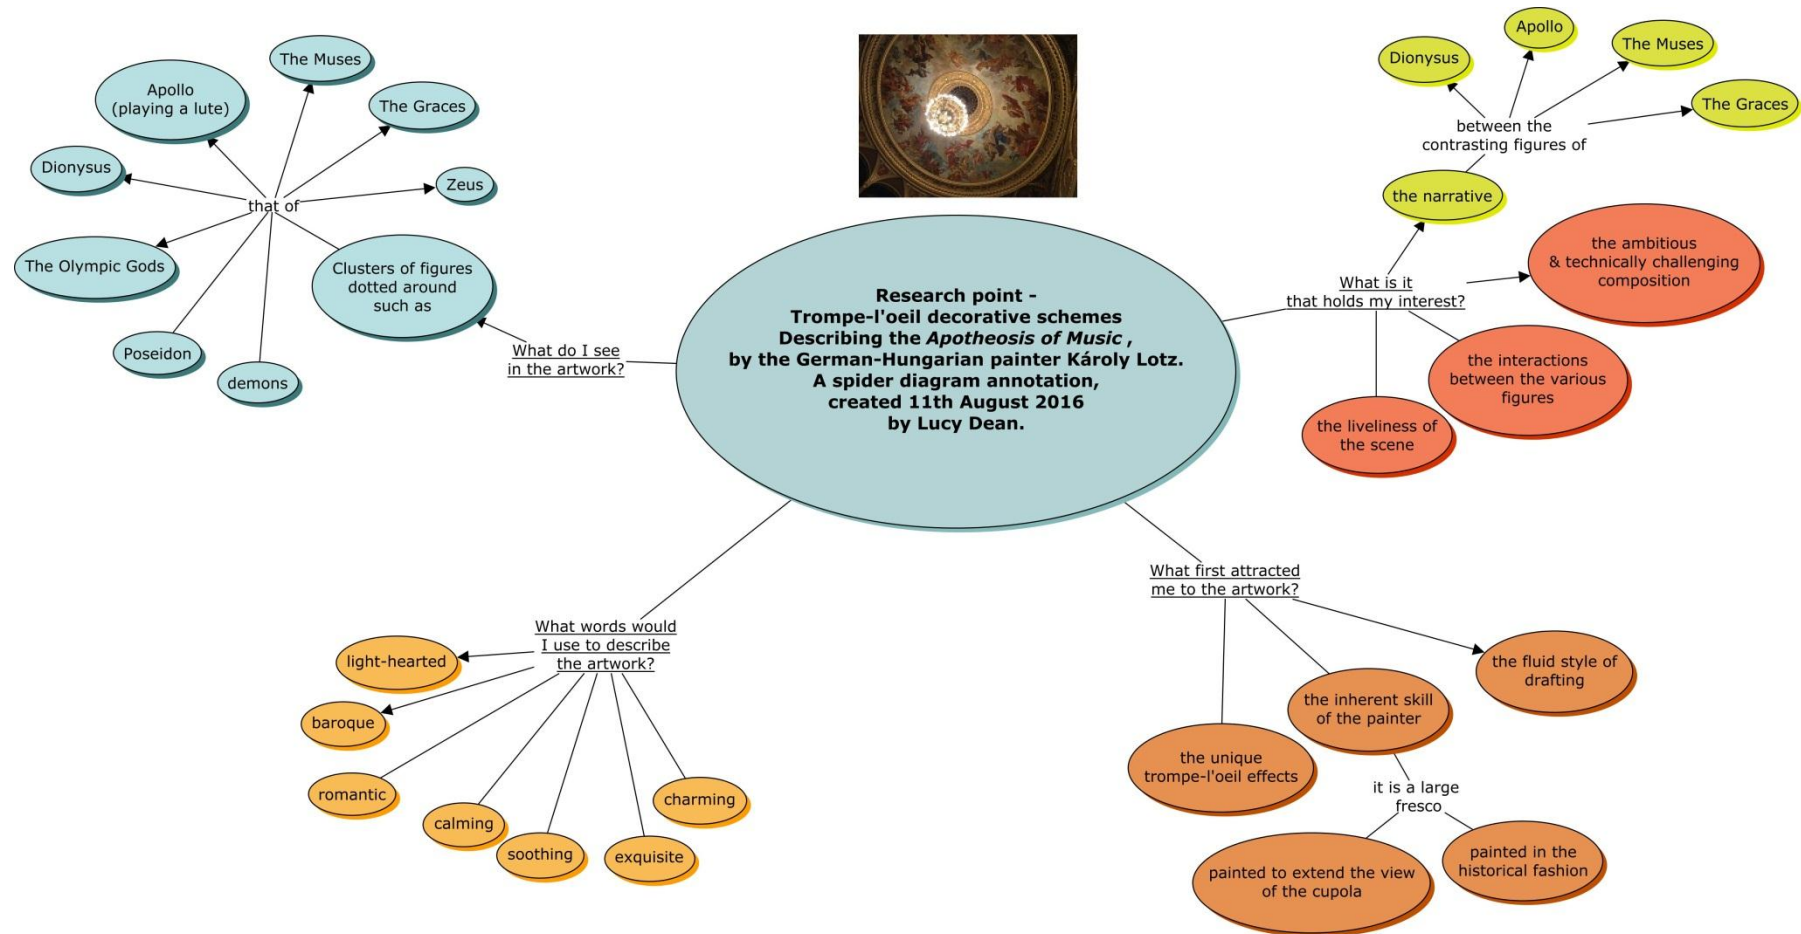 Research point -
Trompe-l'oeil decorative schemes
Describing the Apotheosis of Music ,
by the German-Hungarian painter Károly Lotz.
A spider diagram annotation,
created 11th August 2016
by Lucy Dean.
What do I see
in the artwork?
Clusters of figures
dotted around
such as
that of
The Muses
Apollo
(playing a lute)
The Graces
Dionysus
Zeus
The Olympic Gods
Poseidon
demons
What is it
that holds my interest?
the narrative
between the
contrasting figures of
Dionysus
Apollo
The Muses
The Graces
the ambitious
& technically challenging
composition
the interactions
between the various
figures
the liveliness of
the scene
What words would
I use to describe
the artwork?
light-hearted
baroque
romantic
calming
soothing
exquisite
charming
What first attracted
me to the artwork?
the fluid style of
drafting
the inherent skill
of the painter
the unique
trompe-l'oeil effects
it is a large
fresco
painted to extend the view
of the cupola
painted in the
historical fashion